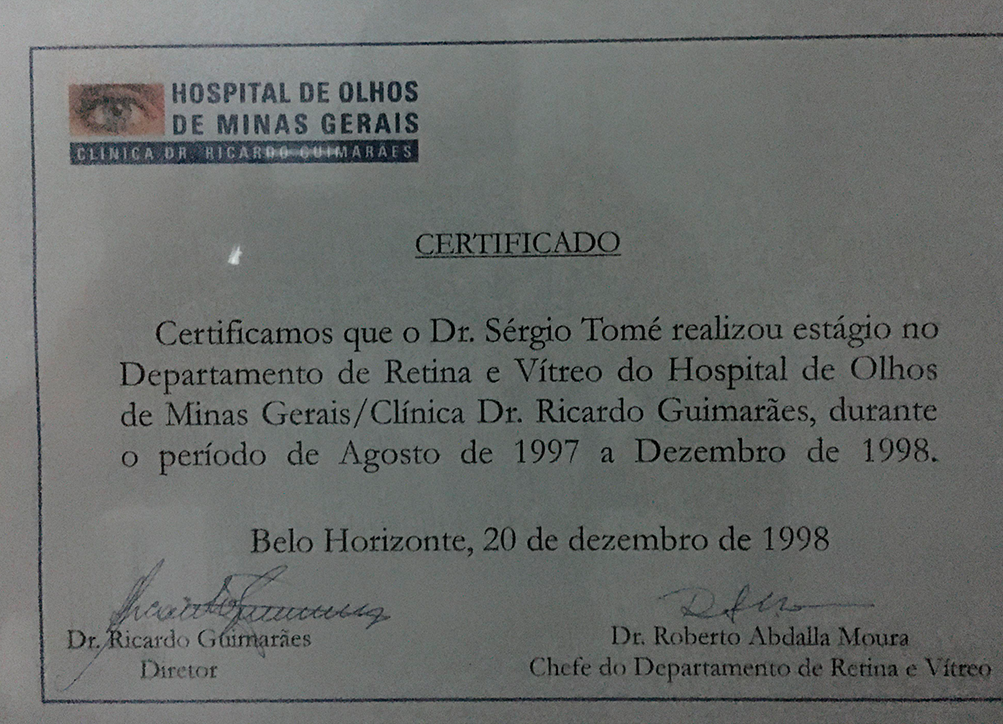 HOSPITAL DE OLHOS
DE MINAS GERAIS
CLÍNICA DR. RICARDO GUIMARÃES
CERTIFICADO
Certificamos que o Dr. Sérgio Tomé realizou estágio no
Departamento de Retina e Vítreo do Hospital de Olhos
de Minas Gerais/Clínica Dr. Ricardo Guimarães, durante
o período de Agosto de 1997 a Dezembro de 1998.
Belo Horizonte, 20 de dezembro de 1998
Dr. Ricardo Guimarães
Diretor
Dr. Roberto Abdalla Moura
Chefe do Departamento de Retina e Vítreo